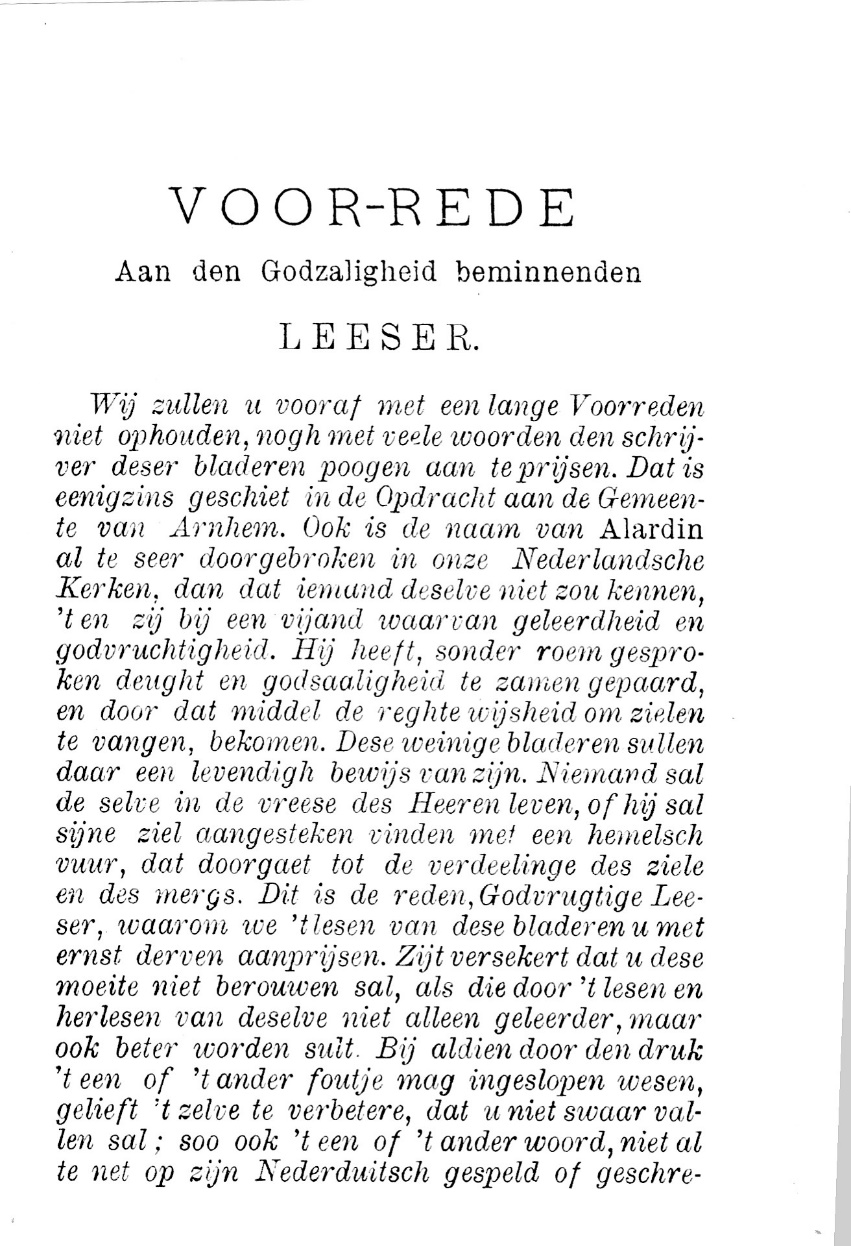 VOOR-REDE
Aan den Godzaligheid beminnenden
LEESER.
Wij zullen u vooraf met een lange Voorreden
niet ophouden, nogh met veele woorden den schrij-
ver deser bladeren poogen aan te prijsen. Dat is
eenigzins geschiet in de Opdracht aan de Gemeen-
te van Arnhem. Ook is de naam van Alardin
al te seer doorgebroken in onze Nederlandsche
Kerken, dan dat iemand deselve niet zou kennen,
't en zij bij een vijand waarvan geleerdheid en
godvruchtigheid. Hij heeft, sonder roem gespro-
ken deught en godsaaligheid te zamen gepaard,
en door dat middel de reghte wijsheid om zielen
te vangen, bekomen. Dese weinige bladeren sullen
daar een levendigh bewijs van zijn. Niemand sal
de selve in de vreese des Heeren leven, of hij sal
sijne ziel aangesteken vinden met een hemelsch
vuur, dat doorgaet tot de verdeelinge des ziele
en des mergs. Dit is de reden, Godvrugtige Lee-
ser, waarom we 't lesen van dese bladeren u met
ernst derven aanprijsen. Zijt versekert dat u dese
moeite niet berouwen sal, als die door 't lesen en
herlesen van deselve niet alleen geleerder, maar
ook beter worden sult. Bij aldien door den druk
't een of 't ander foutje mag ingeslopen wesen,
gelieft 't zelve te verbetere, dat u niet swaar val-
len sal; soo ook 't een of 't ander woord, niet al
te net op zijn Nederduitsch gespeld of geschre-